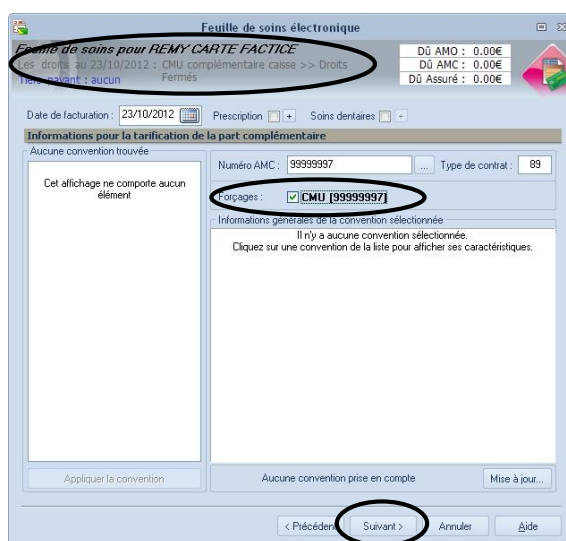 Feuille de soins électronique
Feuille de soins pour REMY CARTE FACTICE
Les droits au 23/10/2012 : CMU complémentaire caisse >> Droits
Fermés
Tiers payant : aucun
Dû AMO : 0.00€
Dû AMC : 0.00€
Dû Assuré : 0.00€
Date de facturation : 23/10/2012 Prescription + Soins dentaires +
Informations pour la tarification de la part complémentaire
Aucune convention trouvée
Cet affichage ne comporte aucun
élément
Numéro AMC : 99999997 ... Type de contrat : 89
Forçages : CMU [99999997]
Informations générales de la convention sélectionnée
Il n'y a aucune convention sélectionnée.
Cliquez sur une convention de la liste pour afficher ses caractéristiques.
Appliquer la convention
Aucune convention prise en compte
Mise à jour...
< Précédent Suivant > Annuler Aide